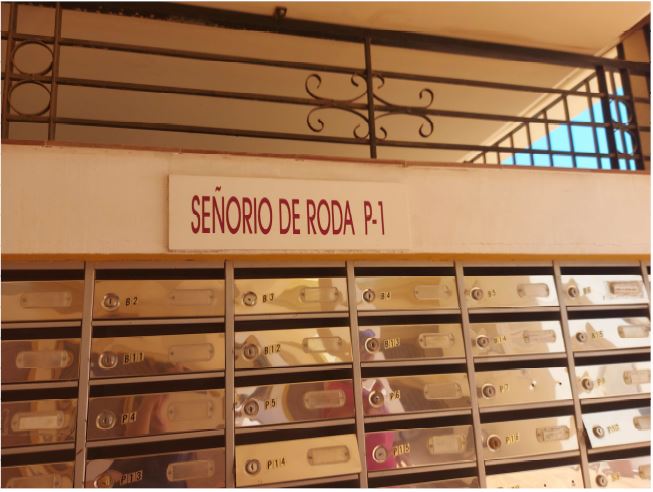 SEÑORIO DE RODA P-1
B2 B3 B4 B5
B11 B12 B13 B14 B15
P4 P5 P6 P7
P13 P14 P15 P16